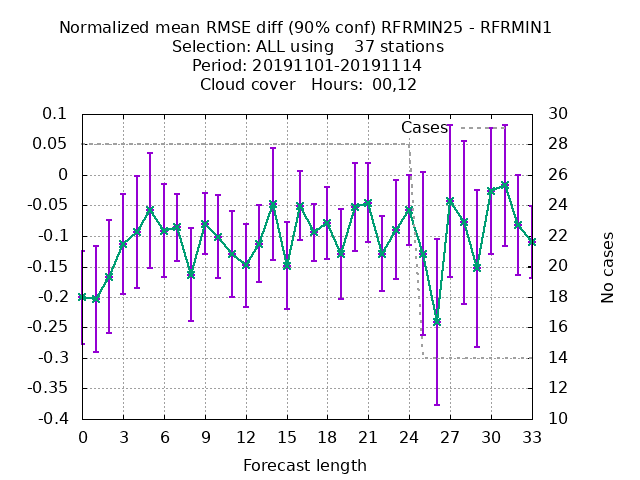 Normalized mean RMSE diff (90% conf) RFRMIN25 - RFRMIN1
Selection: ALL using    37 stations
Period: 20191101-20191114
Cloud cover   Hours:  00,12
Cases
0.1
0.05
0
-0.05
-0.1
-0.15
-0.2
-0.25
-0.3
-0.35
-0.4
30
28
26
24
22
20
18
16
14
12
10
No cases
0 3 6 9 12 15 18 21 24 27 30 33
Forecast length